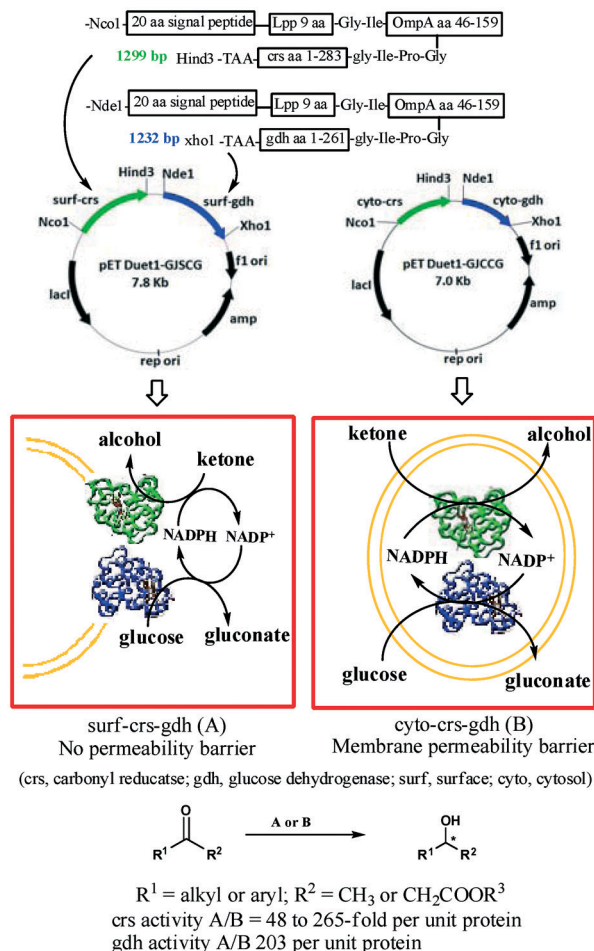 -Nco1-20 aa signal peptide-Lpp 9 aa-Gly-Ile-OmpA aa 46-159
1299 bp Hind3 -TAA-crs aa 1-283-gly-Ile-Pro-Gly
-Nde1-20 aa signal peptide-Lpp 9 aa-Gly-Ile-OmpA aa 46-159
1232 bp xho1 -TAA-gdh aa 1-261-gly-Ile-Pro-Gly
Hind3 Nde1
surf-crs surf-gdh
Nco1 Xho1
f1 ori
pET Duet1-GJSCG
7.8 Kb
lacI amp
rep ori
Hind3 Nde1
cyto-crs cyto-gdh
Nco1 Xho1
f1 ori
pET Duet1-GJCCG
7.0 Kb
lacI amp
rep ori
alcohol
ketone
NADPH NADP+
glucose gluconate
ketone alcohol
NADPH NADP+
glucose gluconate
surf-crs-gdh (A)
No permeability barrier
cyto-crs-gdh (B)
Membrane permeability barrier
(crs, carbonyl reducatse; gdh, glucose dehydrogenase; surf, surface; cyto, cytosol)
O
R1 R2
A or B
OH
*
R1 R2
R1 = alkyl or aryl; R2 = CH3 or CH2COOR3
crs activity A/B = 48 to 265-fold per unit protein
gdh activity A/B 203 per unit protein